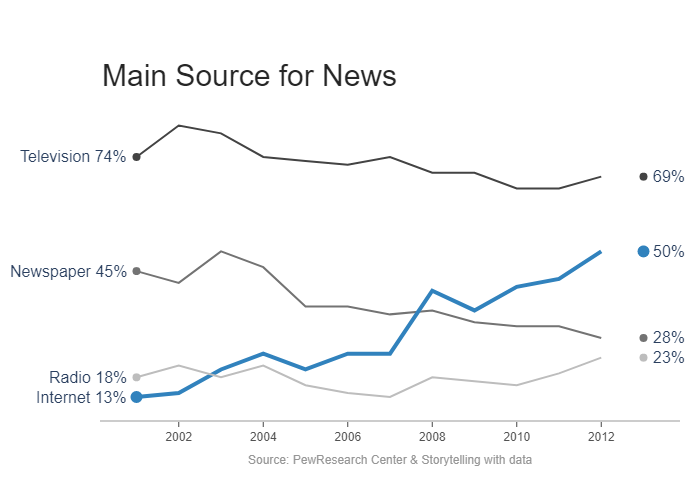 Main Source for News
Television 74%
69%
50%
Newspaper 45%
28%
23%
Radio 18%
Internet 13%
2002 2004 2006 2008 2010 2012
Source: PewResearch Center & Storytelling with data